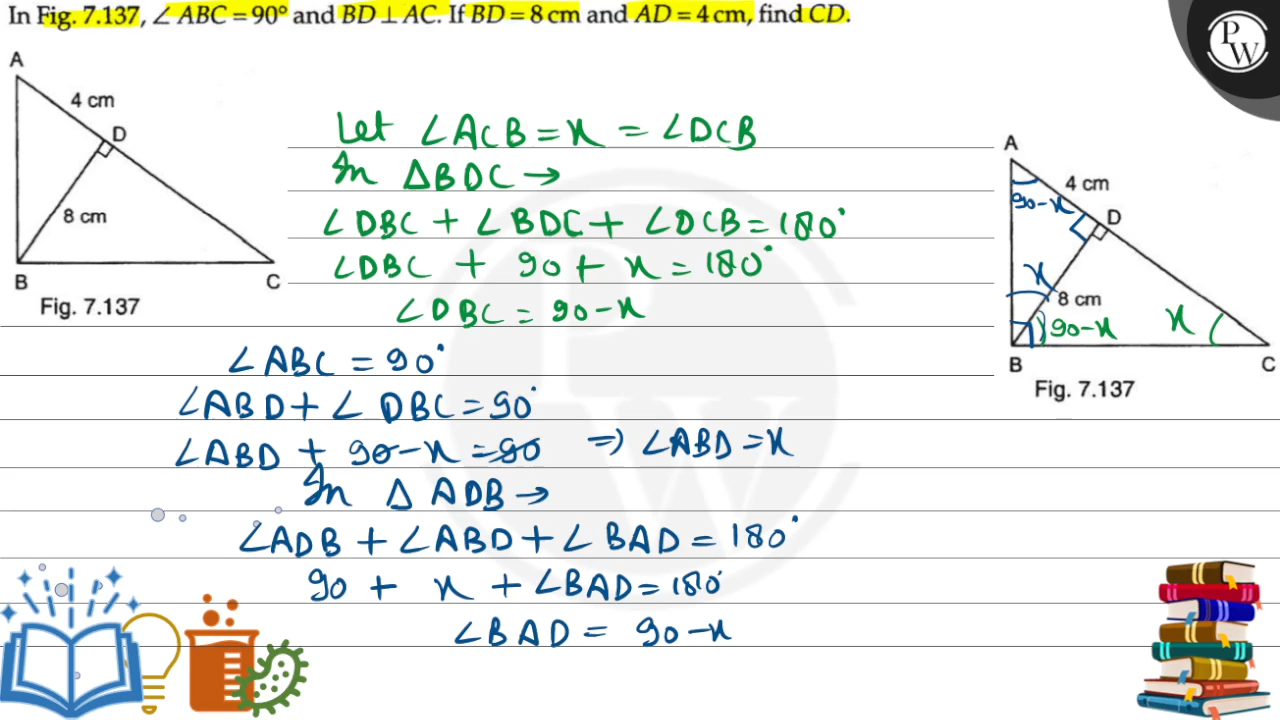 In Fig. 7.137, ∠ ABC = 90° and BD ⊥ AC. If BD = 8 cm and AD = 4 cm, find CD.
P
W
A
4 cm
D
8 cm
B
C
Fig. 7.137
Let ∠ACB = x = ∠DCB
In ΔBDC →
∠DBC + ∠BDC + ∠DCB = 180°
∠DBC + 90 + x = 180°
∠DBC = 90 - x
∠ABC = 90°
∠ABD + ∠DBC = 90°
∠ABD + 90 - x = 90 ⇒ ∠ABD = x
In Δ ADB →
∠ADB + ∠ABD + ∠BAD = 180°
90 + x + ∠BAD = 180°
∠BAD = 90 - x
A
4 cm
90-x
D
x
8 cm
90-x
x
B
C
Fig. 7.137
P
W